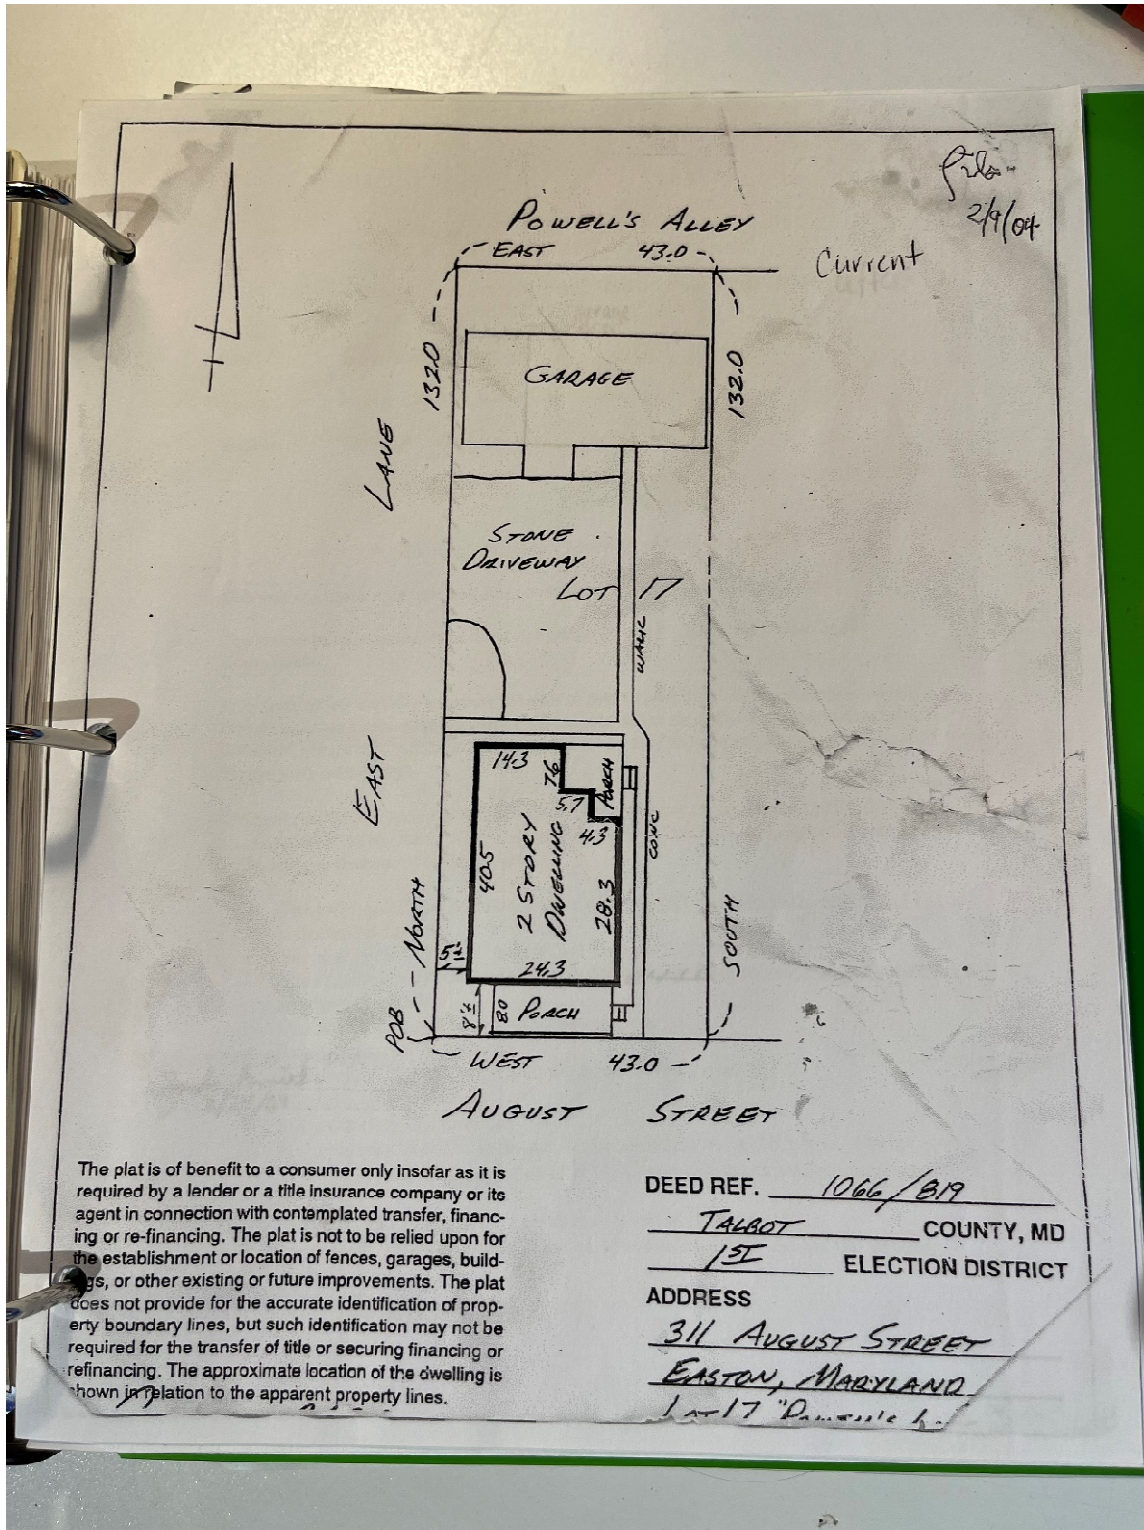 2/9/04
Current
POWELL'S ALLEY
EAST 43.0
132.0
132.0
GARAGE
LANE
STONE
DRIVEWAY
LOT 17
WALK
EAST
14.3
7.6
PORCH
5.7
4.3
CONC
2 STORY
DWELLING
40.5
28.3
NORTH
SOUTH
5'±
24.3
8'±
8.0
PORCH
POB
WEST 43.0
AUGUST STREET
The plat is of benefit to a consumer only insofar as it is
required by a lender or a title insurance company or its
agent in connection with contemplated transfer, financ-
ing or re-financing. The plat is not to be relied upon for
the establishment or location of fences, garages, build-
gs, or other existing or future improvements. The plat
does not provide for the accurate identification of prop-
erty boundary lines, but such identification may not be
required for the transfer of title or securing financing or
refinancing. The approximate location of the dwelling is
shown in relation to the apparent property lines.
DEED REF. 1066/819
TALBOT COUNTY, MD
1ST ELECTION DISTRICT
ADDRESS
311 AUGUST STREET
EASTON, MARYLAND
Lot 17